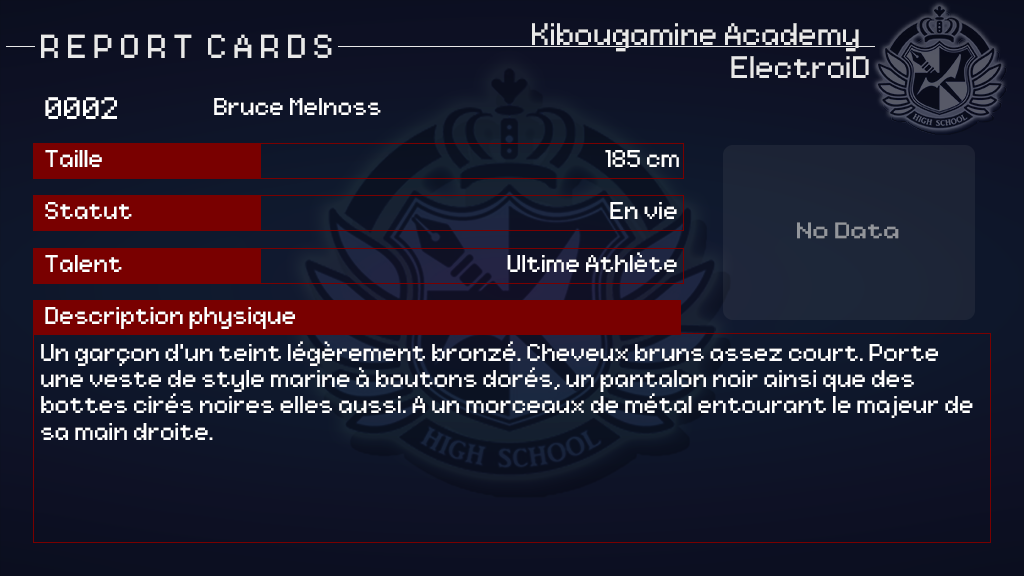 REPORT CARDS
Kibougamine Academy
ElectroiD
HIGH SCHOOL
0002 Bruce Melnoss
Taille 185 cm
Statut En vie
No Data
Talent Ultime Athlète
Description physique
Un garçon d'un teint légèrement bronzé. Cheveux bruns assez court. Porte
une veste de style marine à boutons dorés, un pantalon noir ainsi que des
bottes cirés noires elles aussi. A un morceaux de métal entourant le majeur de
sa main droite.
HIGH SCHOOL